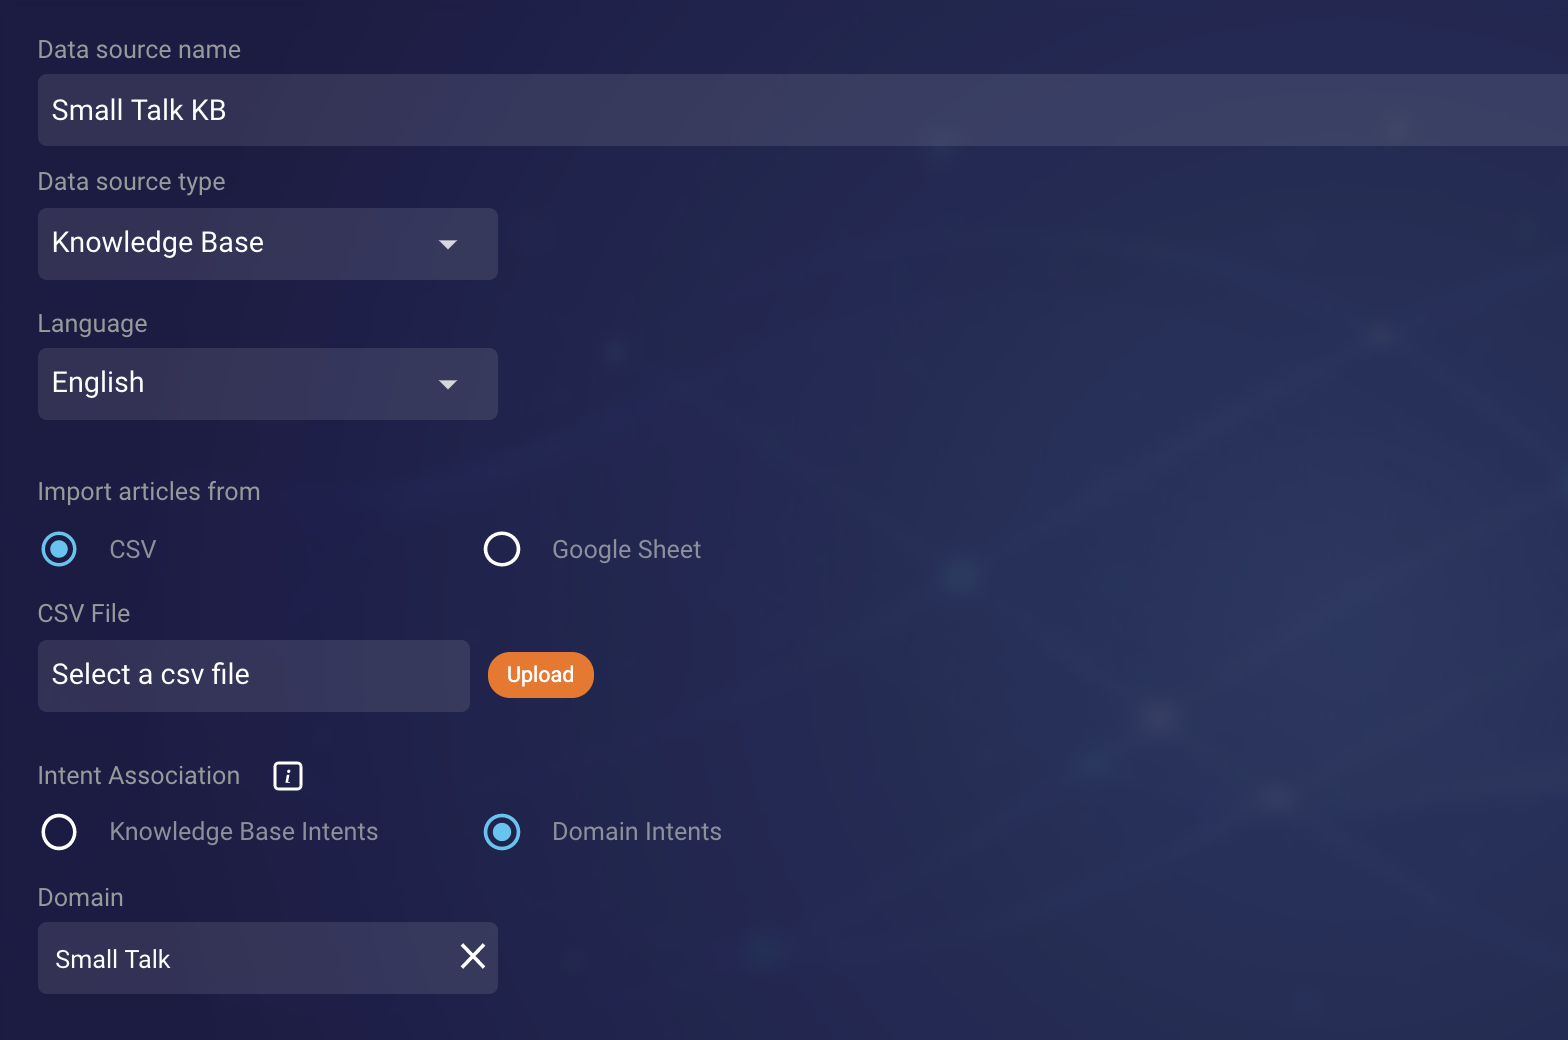 Data source name
Small Talk KB
Data source type
Knowledge Base
Language
English
Import articles from
CSV Google Sheet
CSV File
Select a csv file Upload
Intent Association i
Knowledge Base Intents Domain Intents
Domain
Small Talk